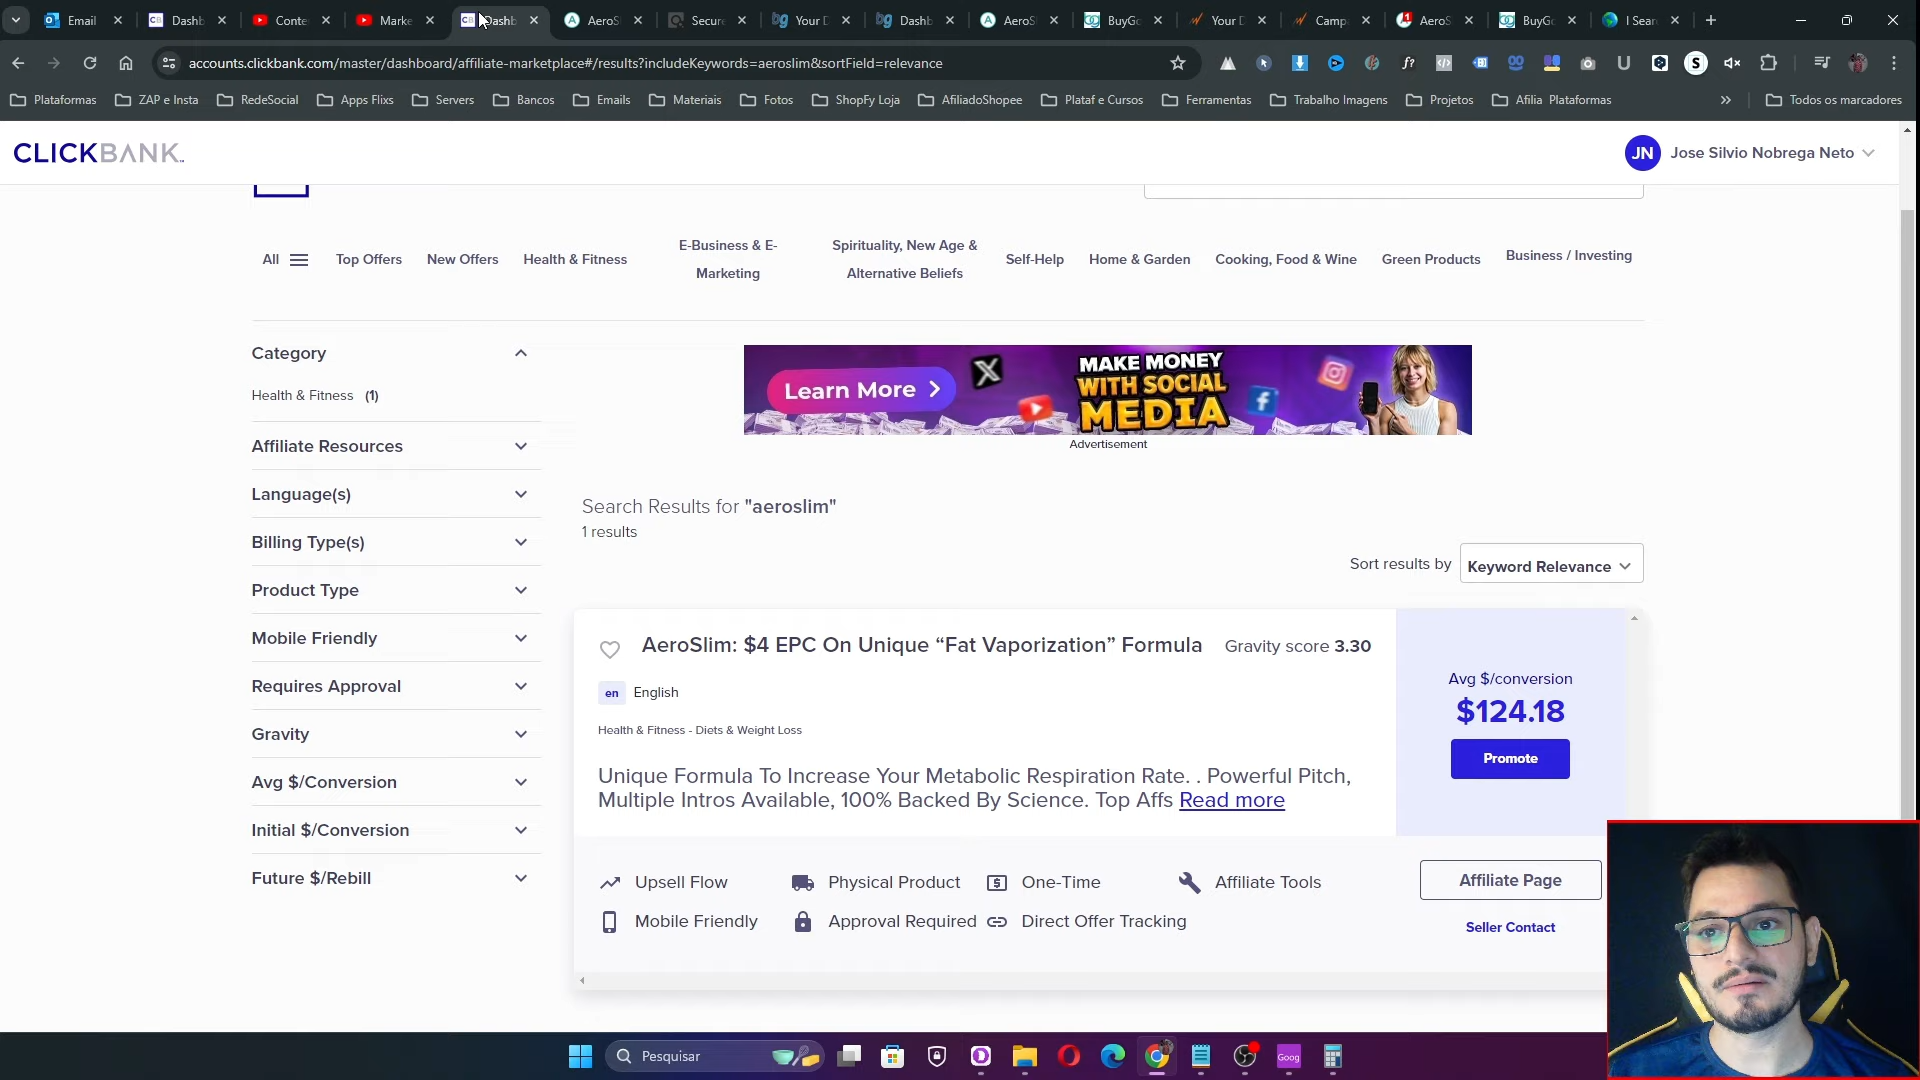 Email
Dashb
Conte
Marke
Dashb
AeroS
Secure
Your D
Dashb
AeroS
BuyGo
Your D
Camp
AeroS
BuyGo
I Sear
accounts.clickbank.com/master/dashboard/affiliate-marketplace#/results?includeKeywords=aeroslim&sortField=relevance
Plataformas
ZAP e Insta
RedeSocial
Apps Flixs
Servers
Bancos
Emails
Materiais
Fotos
ShopFy Loja
AfiliadoShopee
Plataf e Cursos
Ferramentas
Trabalho Imagens
Projetos
Afilia Plataformas
Todos os marcadores
CLICKBANK
JN Jose Silvio Nobrega Neto
All
Top Offers
New Offers
Health & Fitness
E-Business & E-
Marketing
Spirituality, New Age &
Alternative Beliefs
Self-Help
Home & Garden
Cooking, Food & Wine
Green Products
Business / Investing
Category
Health & Fitness (1)
Affiliate Resources
Language(s)
Billing Type(s)
Product Type
Mobile Friendly
Requires Approval
Gravity
Avg $/Conversion
Initial $/Conversion
Future $/Rebill
Learn More
MAKE MONEY
WITH SOCIAL
MEDIA
Advertisement
Search Results for "aeroslim"
1 results
Sort results by Keyword Relevance
AeroSlim: $4 EPC On Unique “Fat Vaporization” Formula
Gravity score 3.30
en English
Health & Fitness - Diets & Weight Loss
Unique Formula To Increase Your Metabolic Respiration Rate. . Powerful Pitch,
Multiple Intros Available, 100% Backed By Science. Top Affs Read more
Avg $/conversion
$124.18
Promote
Upsell Flow
Physical Product
One-Time
Affiliate Tools
Mobile Friendly
Approval Required
Direct Offer Tracking
Affiliate Page
Seller Contact
Pesquisar
Goog